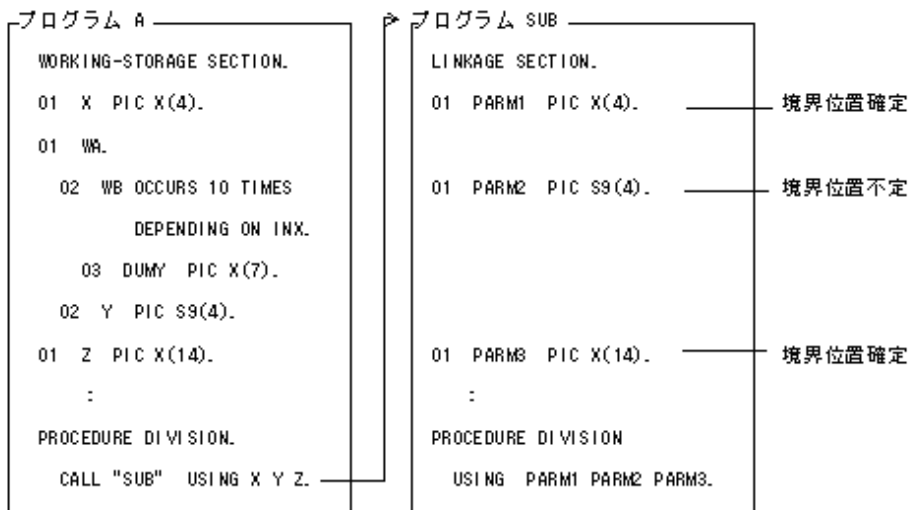 プログラム A
WORKING-STORAGE SECTION.
01 X PIC X(4).
01 WA.
02 WB OCCURS 10 TIMES
DEPENDING ON INX.
03 DUMY PIC X(7).
02 Y PIC S9(4).
01 Z PIC X(14).
:
PROCEDURE DIVISION.
CALL "SUB" USING X Y Z.
プログラム SUB
LINKAGE SECTION.
01 PARM1 PIC X(4).
境界位置確定
01 PARM2 PIC S9(4).
境界位置不定
01 PARM3 PIC X(14).
境界位置確定
:
PROCEDURE DIVISION
USING PARM1 PARM2 PARM3.